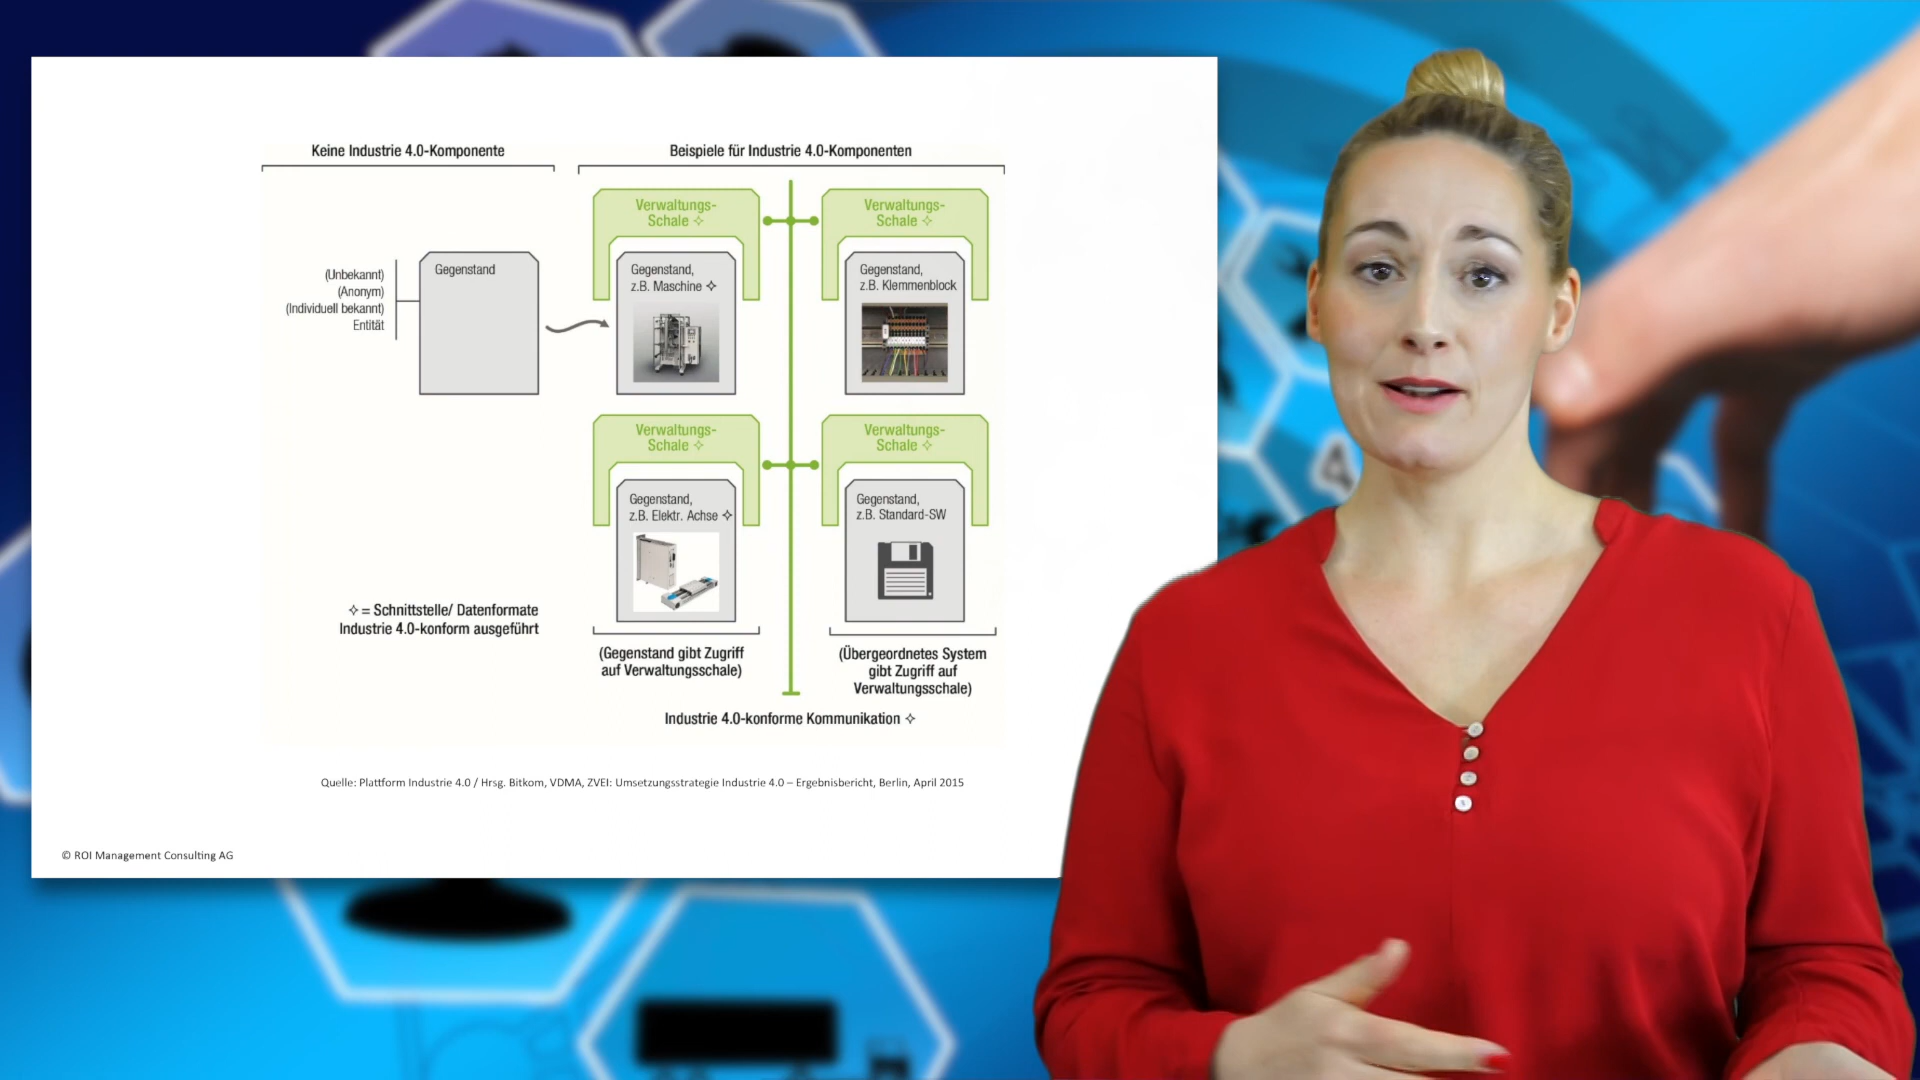 Keine Industrie 4.0-Komponente
Beispiele für Industrie 4.0-Komponenten
Verwaltungs-
Schale ✧
Verwaltungs-
Schale ✧
(Unbekannt)
(Anonym)
(Individuell bekannt)
Entität
Gegenstand
Gegenstand,
z.B. Maschine ✧
Gegenstand,
z.B. Klemmenblock
Verwaltungs-
Schale ✧
Verwaltungs-
Schale ✧
Gegenstand,
z.B. Elektr. Achse ✧
Gegenstand,
z.B. Standard-SW
✧ = Schnittstelle/ Datenformate
Industrie 4.0-konform ausgeführt
(Gegenstand gibt Zugriff
auf Verwaltungsschale)
(Übergeordnetes System
gibt Zugriff auf
Verwaltungsschale)
Industrie 4.0-konforme Kommunikation ✧
Quelle: Plattform Industrie 4.0 / Hrsg. Bitkom, VDMA, ZVEI: Umsetzungsstrategie Industrie 4.0 – Ergebnisbericht, Berlin, April 2015
© ROI Management Consulting AG
4